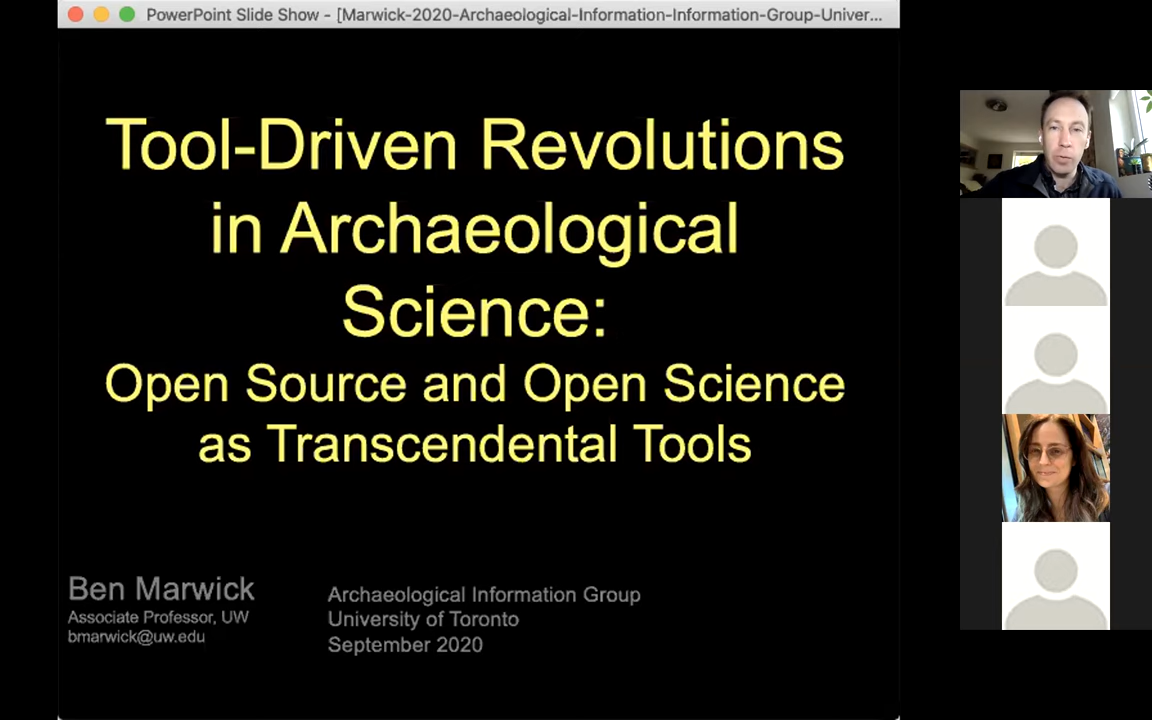 PowerPoint Slide Show - [Marwick-2020-Archaeological-Information-Information-Group-Univer...
Tool-Driven Revolutions
in Archaeological
Science:
Open Source and Open Science
as Transcendental Tools
Ben Marwick
Associate Professor, UW
bmarwick@uw.edu
Archaeological Information Group
University of Toronto
September 2020